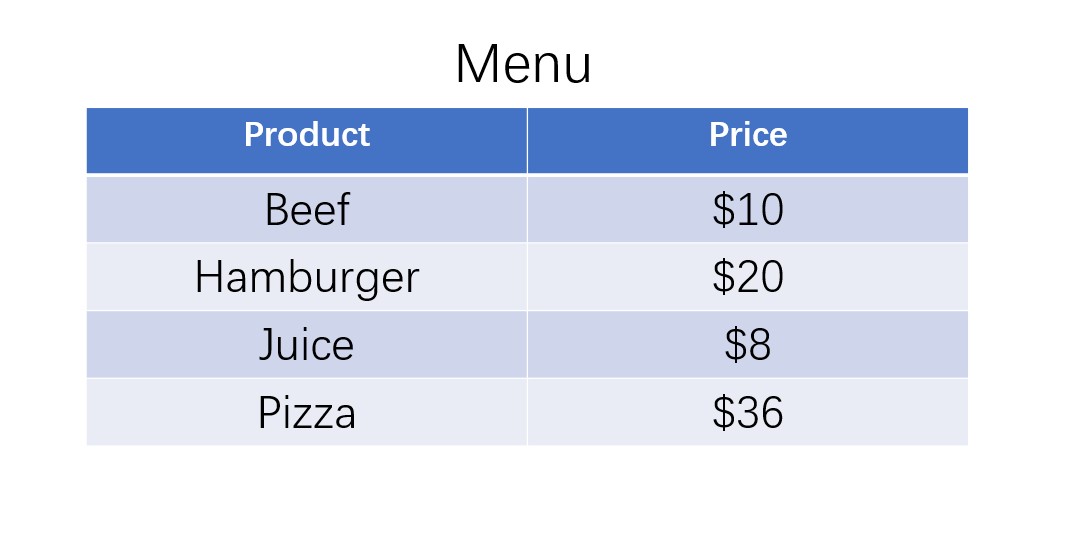 Menu
Product Price
Beef $10
Hamburger $20
Juice $8
Pizza $36